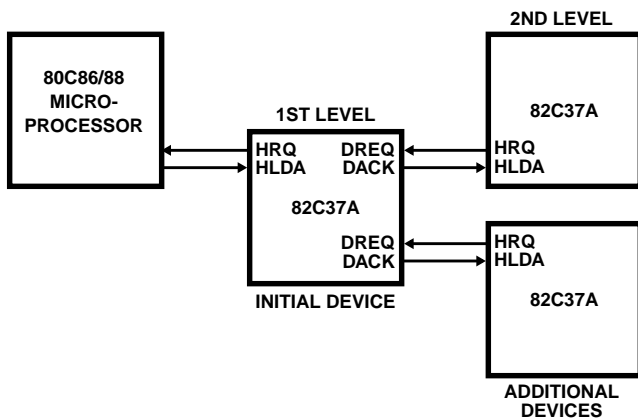 2ND LEVEL
80C86/88
MICRO-
PROCESSOR
82C37A
1ST LEVEL
HRQ DREQ
HLDA DACK
82C37A
DREQ
DACK
INITIAL DEVICE
HRQ
HLDA
HRQ
HLDA
82C37A
ADDITIONAL
DEVICES